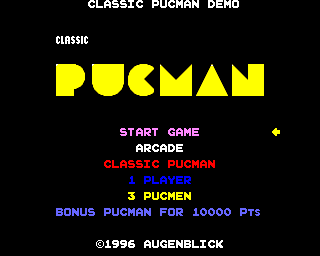 CLASSIC PUCMAN DEMO
CLASSIC
PUCMAN
START GAME
ARCADE
CLASSIC PUCMAN
1 PLAYER
3 PUCMEN
BONUS PUCMAN FOR 10000 PTS
©1996 AUGENBLICK